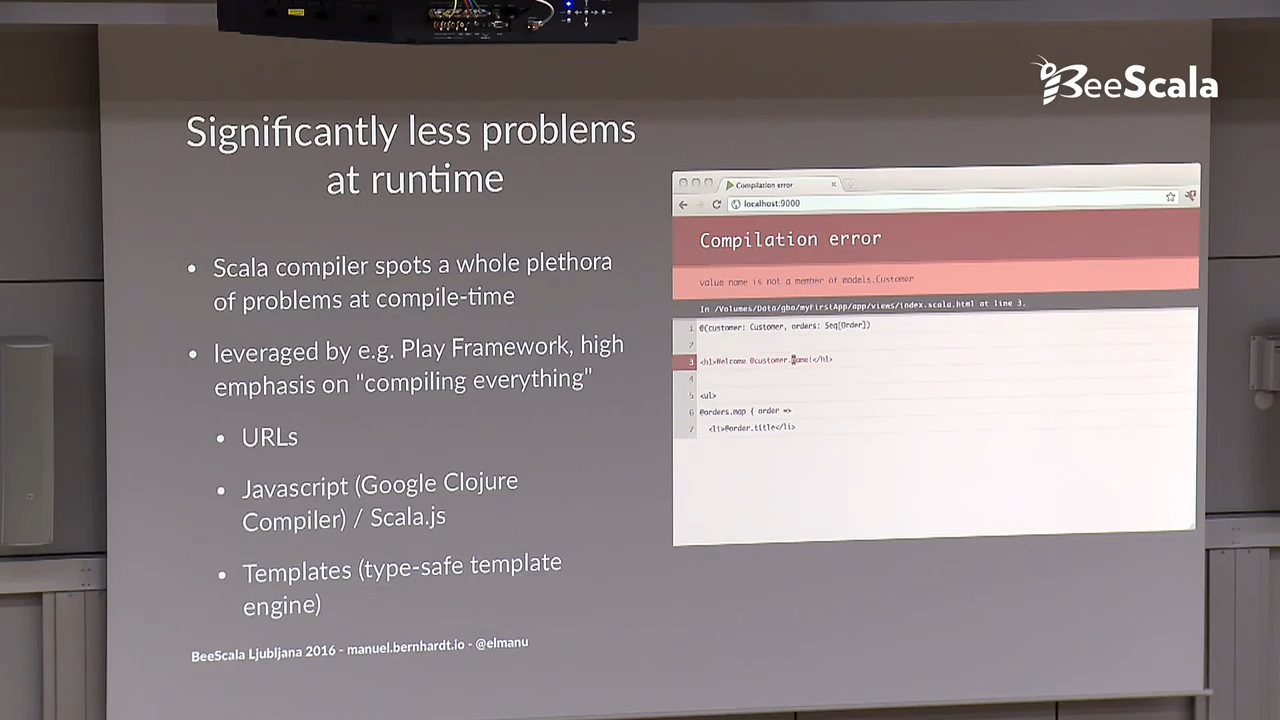 BeeScala
Significantly less problems
at runtime
• Scala compiler spots a whole plethora
of problems at compile-time
• leveraged by e.g. Play Framework, high
emphasis on "compiling everything"
• URLs
• Javascript (Google Clojure
Compiler) / Scala.js
• Templates (type-safe template
engine)
BeeScala Ljubljana 2016 - manuel.bernhardt.io - @elmanu
Compilation error
localhost:9000
Compilation error
value name is not a member of models.Customer
In /Volumes/Data/gbo/myFirstApp/app/views/index.scala.html at line 3.
1 @(customer: Customer, orders: Seq[Order])
2
3 <h1>Welcome @customer.name!</h1>
4
5 <ul>
6 @orders.map { order =>
7 <li>@order.title</li>